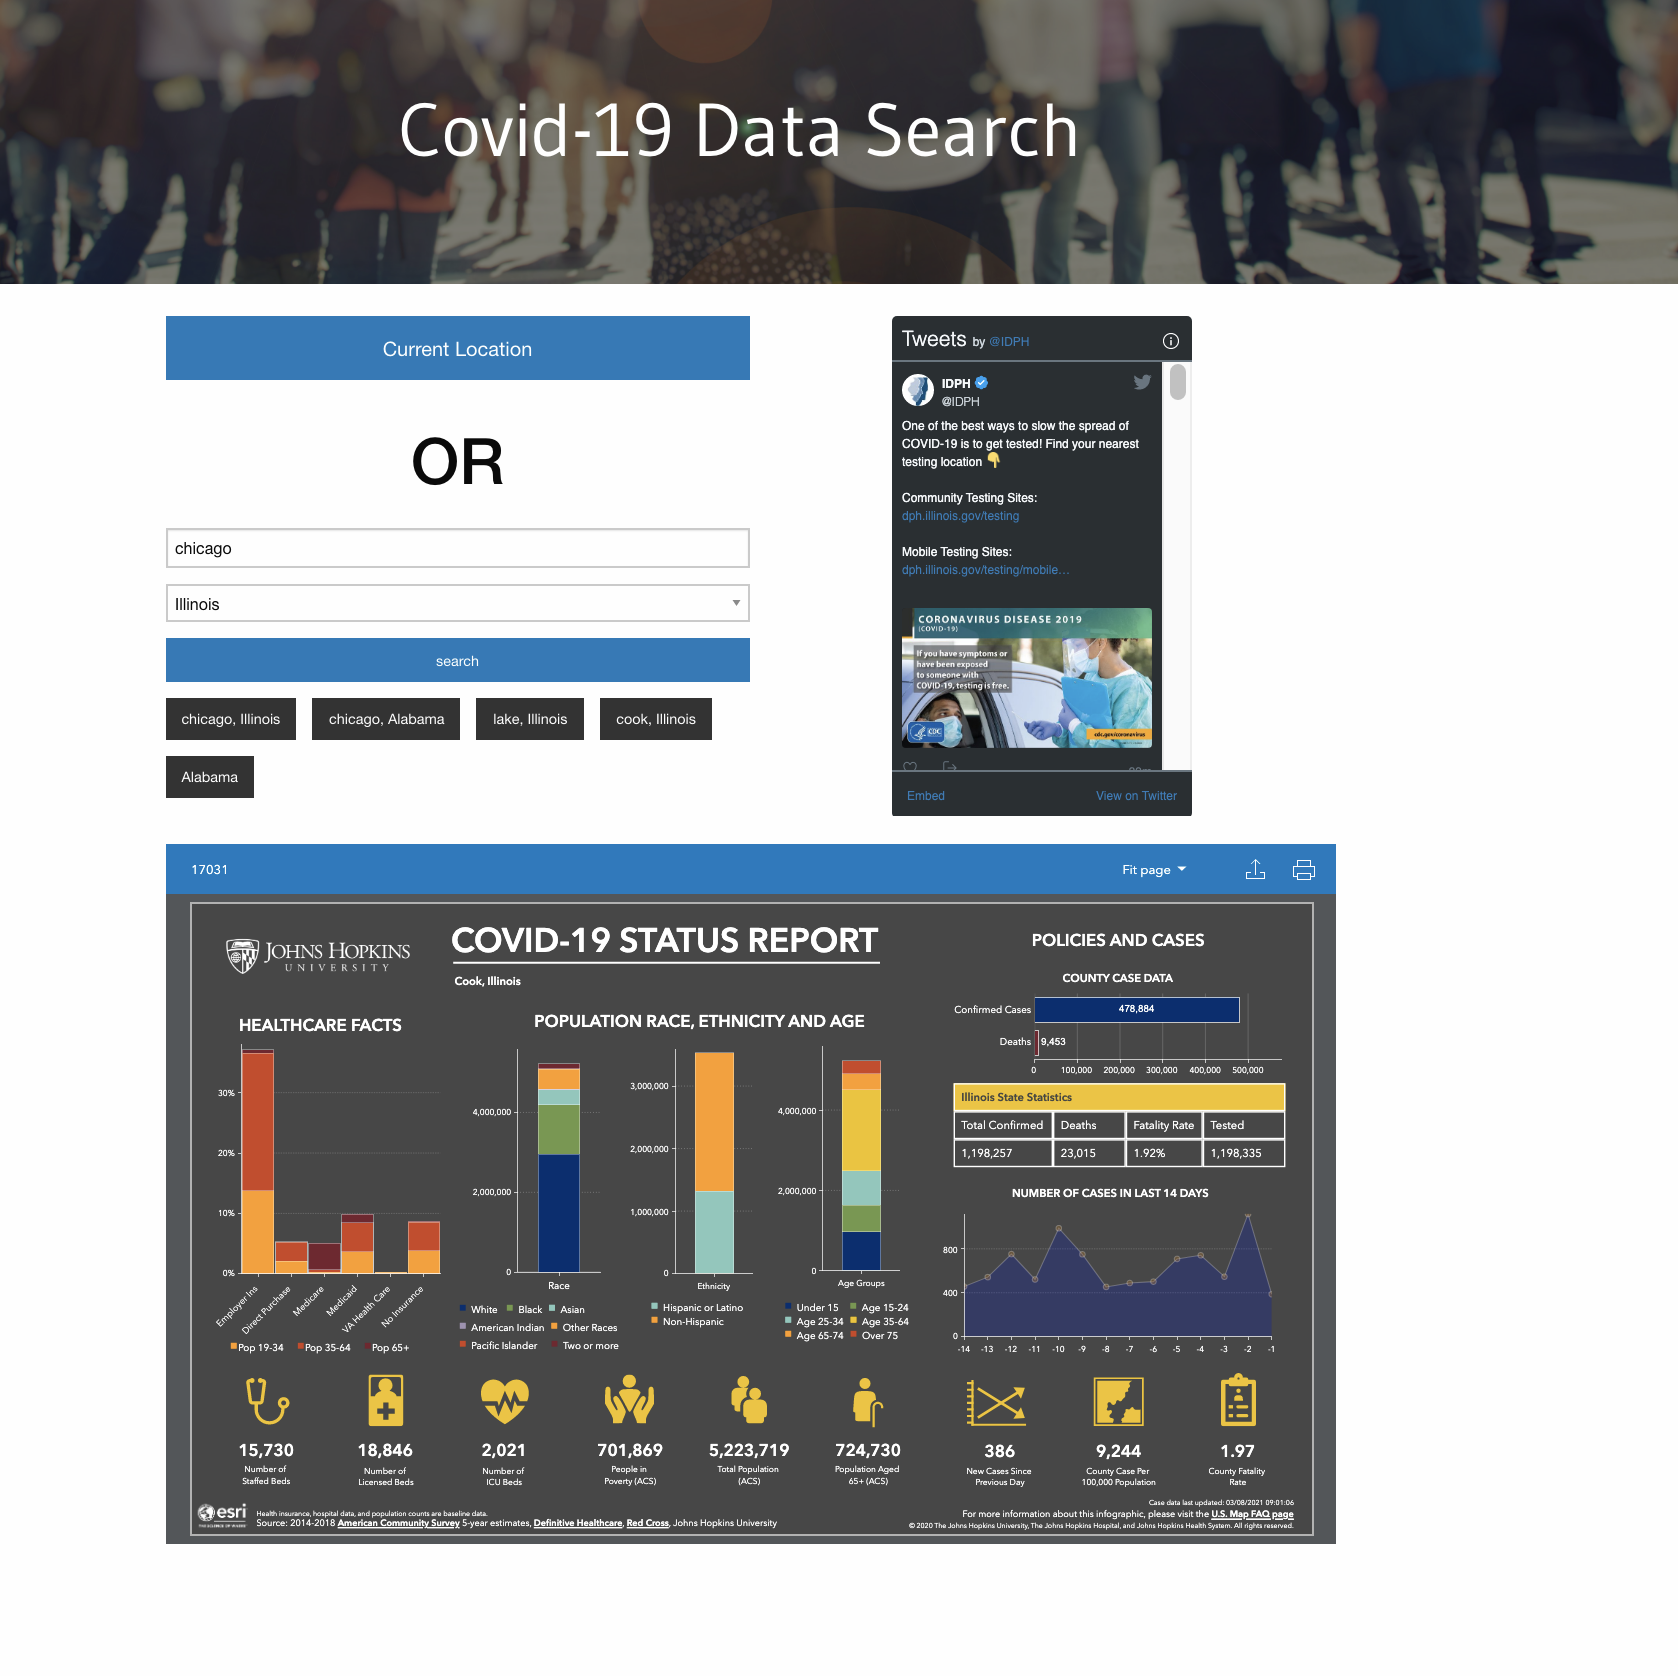 Covid-19 Data Search
Current Location
OR
chicago
Illinois
search
chicago, Illinois
chicago, Alabama
lake, Illinois
cook, Illinois
Alabama
Tweets by @IDPH
IDPH
@IDPH
One of the best ways to slow the spread of
COVID-19 is to get tested! Find your nearest
testing location
Community Testing Sites:
dph.illinois.gov/testing
Mobile Testing Sites:
dph.illinois.gov/testing/mobile…
CORONAVIRUS DISEASE 2019
(COVID-19)
If you have symptoms or
have been exposed
to someone with
COVID-19, testing is free.
CDC
cdc.gov/coronavirus
Embed
View on Twitter
17031
Fit page
JOHNS HOPKINS
UNIVERSITY
COVID-19 STATUS REPORT
Cook, Illinois
HEALTHCARE FACTS
30%
20%
10%
0%
Employer Ins
Direct Purchase
Medicare
Medicaid
VA Health Care
No Insurance
Pop 19-34 Pop 35-64 Pop 65+
POPULATION RACE, ETHNICITY AND AGE
4,000,000
2,000,000
0
Race
White Black Asian
American Indian Other Races
Pacific Islander Two or more
3,000,000
2,000,000
1,000,000
0
Ethnicity
Hispanic or Latino
Non-Hispanic
4,000,000
2,000,000
0
Age Groups
Under 15 Age 15-24
Age 25-34 Age 35-64
Age 65-74 Over 75
POLICIES AND CASES
COUNTY CASE DATA
Confirmed Cases 478,884
Deaths 9,453
0 100,000 200,000 300,000 400,000 500,000
Illinois State Statistics
Total Confirmed Deaths Fatality Rate Tested
1,198,257 23,015 1.92% 1,198,335
NUMBER OF CASES IN LAST 14 DAYS
800
400
0
-14 -13 -12 -11 -10 -9 -8 -7 -6 -5 -4 -3 -2 -1
15,730
Number of
Staffed Beds
18,846
Number of
Licensed Beds
2,021
Number of
ICU Beds
701,869
People in
Poverty (ACS)
5,223,719
Total Population
(ACS)
724,730
Population Aged
65+ (ACS)
386
New Cases Since
Previous Day
9,244
County Case Per
100,000 Population
1.97
County Fatality
Rate
esri
THE SCIENCE OF WHERE
Health insurance, hospital data, and population counts are baseline data.
Source: 2014-2018 American Community Survey 5-year estimates, Definitive Healthcare, Red Cross, Johns Hopkins University
Case data last updated: 03/08/2021 09:01:06
For more information about this infographic, please visit the U.S. Map FAQ page
© 2020 The Johns Hopkins University, The Johns Hopkins Hospital, and Johns Hopkins Health System. All rights reserved.